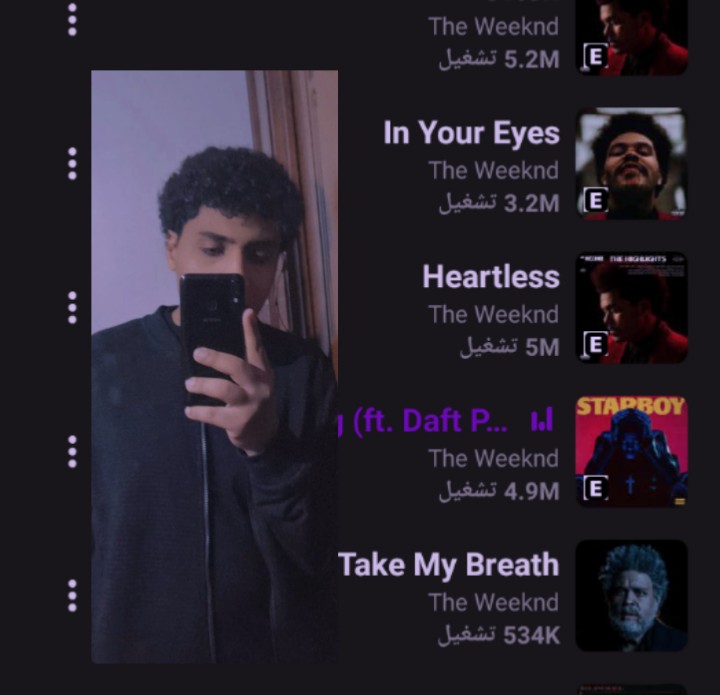 The Weeknd
5.2M تشغيل
E
In Your Eyes
The Weeknd
3.2M تشغيل
E
Heartless
The Weeknd
5M تشغيل
THE HIGHLIGHTS
E
(ft. Daft P...
The Weeknd
4.9M تشغيل
STARBOY
E
Take My Breath
The Weeknd
534K تشغيل